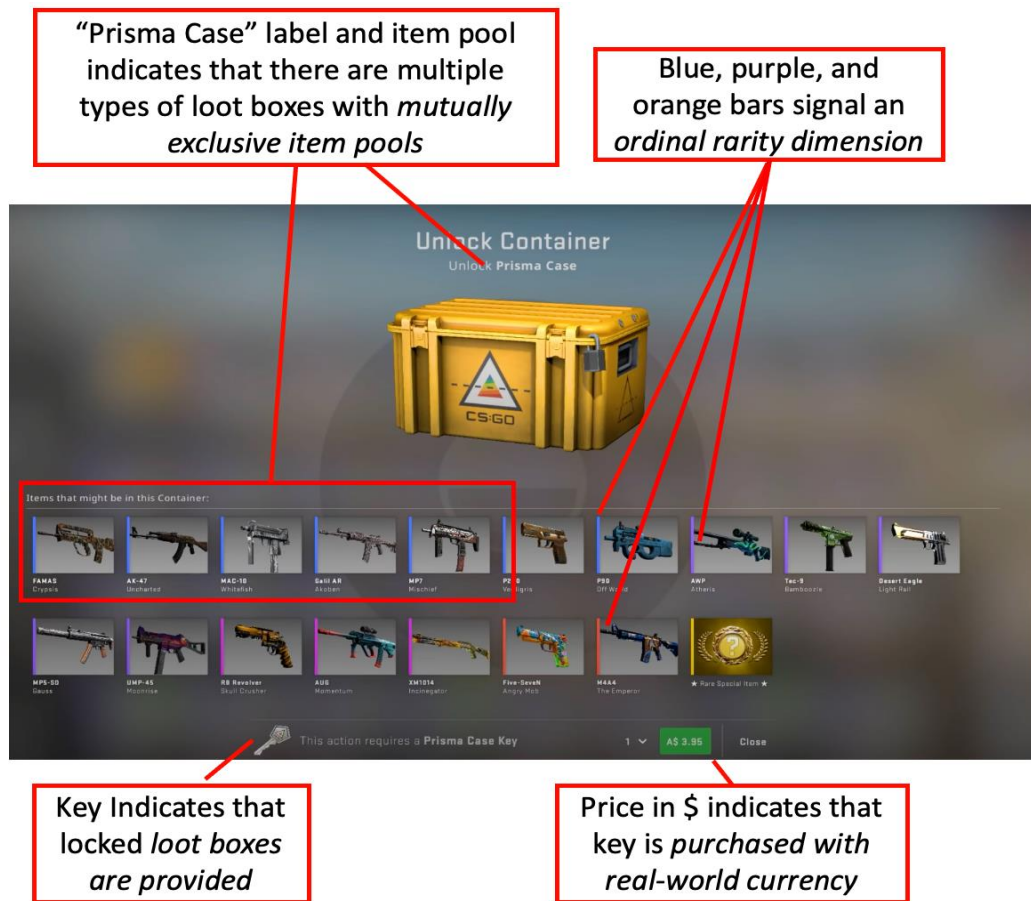 “Prisma Case” label and item pool
indicates that there are multiple
types of loot boxes with mutually
exclusive item pools
Blue, purple, and
orange bars signal an
ordinal rarity dimension
Unlock Container
Unlock Prisma Case
CS:GO
Items that might be in this Container:
FAMAS
Crypsis
AK-47
Uncharted
MAC-10
Whitefish
Galil AR
Akoben
MP7
Mischief
Verdigris
P90
Off World
AWP
Atheris
Tec-9
Bamboozle
Desert Eagle
Light Rail
MP5-SD
Gauss
UMP-45
Moonrise
R8 Revolver
Skull Crusher
AUG
Momentum
XM1014
Incinegator
Five-SeveN
Angry Mob
M4A4
The Emperor
?
★ Rare Special Item ★
This action requires a Prisma Case Key
1
A$ 3.95
Close
Key Indicates that
locked loot boxes
are provided
Price in $ indicates that
key is purchased with
real-world currency